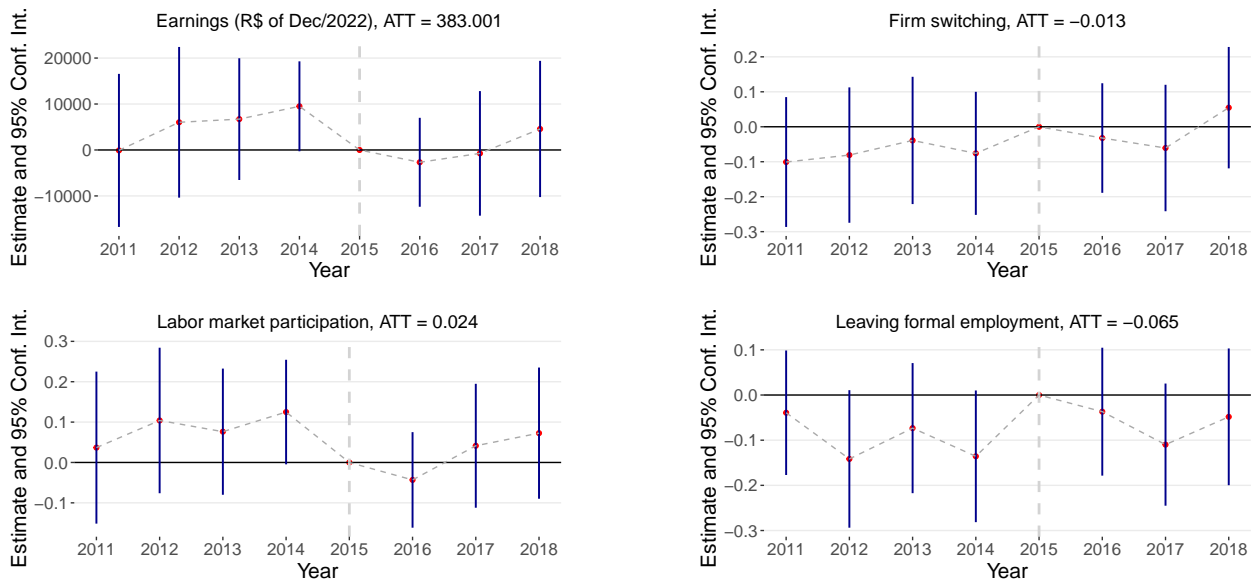 Earnings (R$ of Dec/2022), ATT = 383.001
Estimate and 95% Conf. Int.
20000
10000
0
−10000
2011 2012 2013 2014 2015 2016 2017 2018
Year
Firm switching, ATT = −0.013
Estimate and 95% Conf. Int.
0.2
0.1
0.0
−0.1
−0.2
−0.3
2011 2012 2013 2014 2015 2016 2017 2018
Year
Labor market participation, ATT = 0.024
Estimate and 95% Conf. Int.
0.3
0.2
0.1
0.0
−0.1
2011 2012 2013 2014 2015 2016 2017 2018
Year
Leaving formal employment, ATT = −0.065
Estimate and 95% Conf. Int.
0.1
0.0
−0.1
−0.2
−0.3
2011 2012 2013 2014 2015 2016 2017 2018
Year